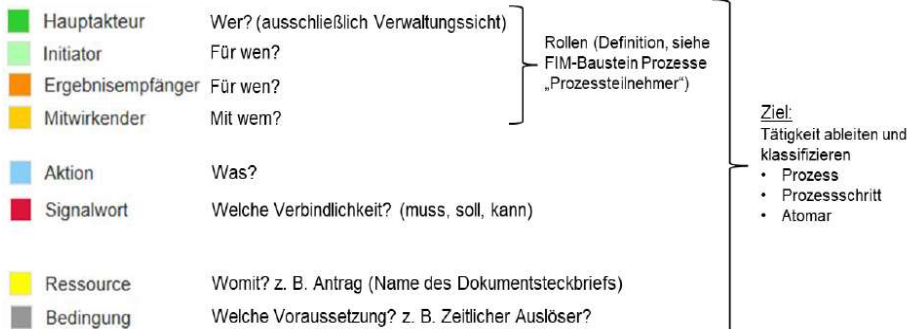 Hauptakteur Wer? (ausschließlich Verwaltungssicht)
Initiator Für wen?
Ergebnisempfänger Für wen?
Mitwirkender Mit wem?
Rollen (Definition, siehe
FIM-Baustein Prozesse
„Prozessteilnehmer“)
Aktion Was?
Signalwort Welche Verbindlichkeit? (muss, soll, kann)
Ressource Womit? z. B. Antrag (Name des Dokumentsteckbriefs)
Bedingung Welche Voraussetzung? z. B. Zeitlicher Auslöser?
Ziel:
Tätigkeit ableiten und
klassifizieren
• Prozess
• Prozessschritt
• Atomar